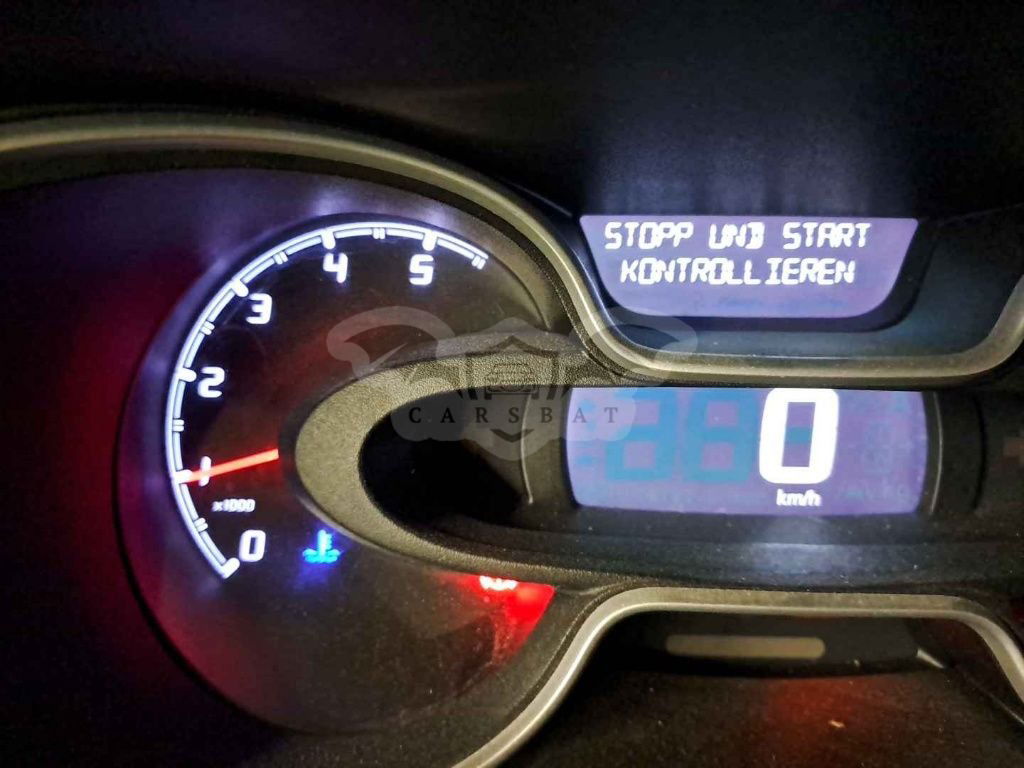 STOPP UND START
KONTROLLIEREN
5
4
3
2
1
x1000
0
CARSBAT
0
km/h